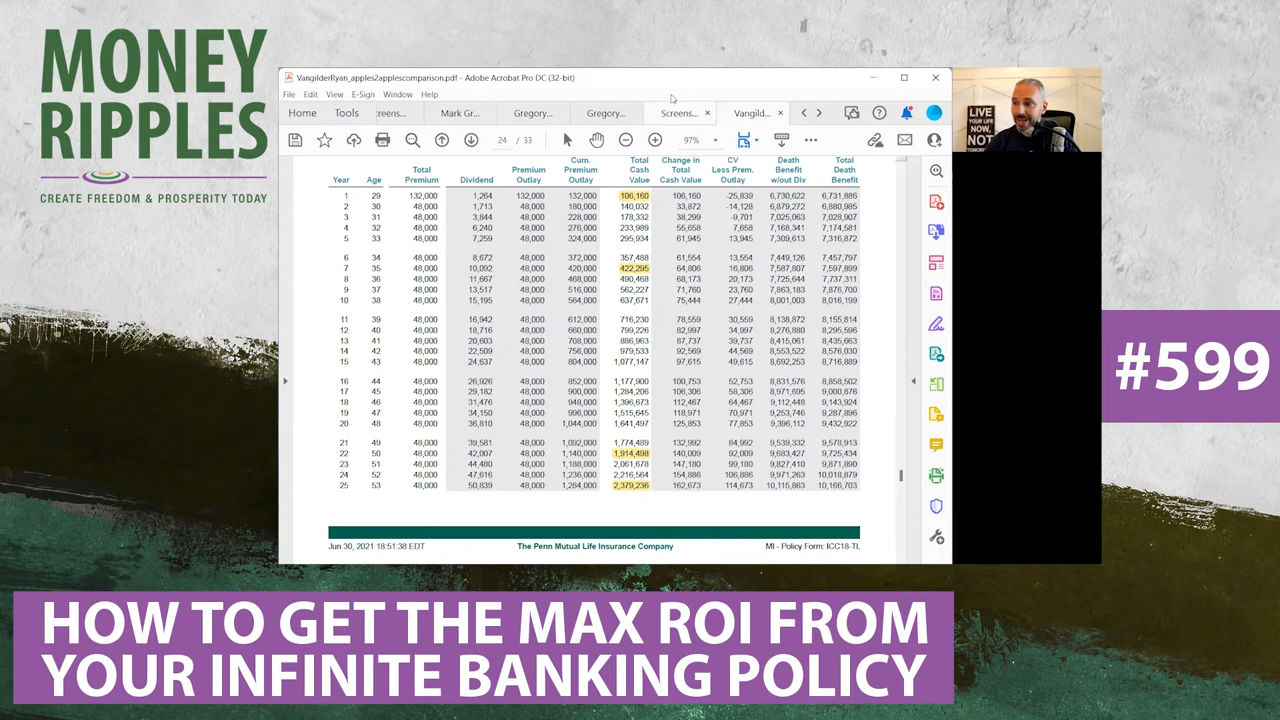 MONEY
RIPPLES
CREATE FREEDOM & PROSPERITY TODAY
VangilderRyan_apples2applescomparison.pdf - Adobe Acrobat Pro DC (32-bit)
File Edit View E-Sign Window Help
Home Tools creens... Mark Gr... Gregory... Gregory... Screens... × Vangild... ×
24 / 33 97%
Year Age Total Premium Dividend Premium Outlay Cum. Premium Outlay Total Cash Value Change in Total Cash Value CV Less Prem. Outlay Death Benefit w/out Div Total Death Benefit
1 29 132,000 1,264 132,000 132,000 106,160 106,160 -25,839 6,730,622 6,731,886
2 30 48,000 1,713 48,000 180,000 140,032 33,872 -14,128 6,879,272 6,880,985
3 31 48,000 3,844 48,000 228,000 178,332 38,299 -9,701 7,025,063 7,028,907
4 32 48,000 6,240 48,000 276,000 233,989 55,658 7,658 7,168,341 7,174,581
5 33 48,000 7,259 48,000 324,000 295,934 61,945 13,945 7,309,613 7,316,872
6 34 48,000 8,672 48,000 372,000 357,488 61,554 13,554 7,449,126 7,457,797
7 35 48,000 10,092 48,000 420,000 422,295 64,806 16,806 7,587,807 7,597,899
8 36 48,000 11,667 48,000 468,000 490,468 68,173 20,173 7,725,644 7,737,311
9 37 48,000 13,517 48,000 516,000 562,227 71,760 23,760 7,863,183 7,876,700
10 38 48,000 15,195 48,000 564,000 637,671 75,444 27,444 8,001,003 8,016,199
11 39 48,000 16,942 48,000 612,000 716,230 78,559 30,559 8,138,872 8,155,814
12 40 48,000 18,716 48,000 660,000 799,226 82,997 34,997 8,276,880 8,295,596
13 41 48,000 20,603 48,000 708,000 886,963 87,737 39,737 8,415,061 8,435,663
14 42 48,000 22,509 48,000 756,000 979,533 92,569 44,569 8,553,522 8,576,030
15 43 48,000 24,637 48,000 804,000 1,077,147 97,615 49,615 8,692,253 8,716,889
16 44 48,000 26,926 48,000 852,000 1,177,900 100,753 52,753 8,831,576 8,858,502
17 45 48,000 29,182 48,000 900,000 1,284,206 106,306 58,306 8,971,695 9,000,876
18 46 48,000 31,476 48,000 948,000 1,396,673 112,467 64,467 9,112,448 9,143,924
19 47 48,000 34,150 48,000 996,000 1,515,645 118,971 70,971 9,253,746 9,287,896
20 48 48,000 36,810 48,000 1,044,000 1,641,497 125,853 77,853 9,396,112 9,432,922
21 49 48,000 39,581 48,000 1,092,000 1,774,489 132,992 84,992 9,539,332 9,578,913
22 50 48,000 42,007 48,000 1,140,000 1,914,498 140,009 92,009 9,683,427 9,725,434
23 51 48,000 44,480 48,000 1,188,000 2,061,678 147,180 99,180 9,827,410 9,871,890
24 52 48,000 47,616 48,000 1,236,000 2,216,564 154,886 106,886 9,971,263 10,018,879
25 53 48,000 50,839 48,000 1,284,000 2,379,236 162,673 114,673 10,115,863 10,166,703
Jun 30, 2021 18:51:38 EDT The Penn Mutual Life Insurance Company MI - Policy Form: ICC18-TL
LIVE
YOUR LIFE
NOW,
NOT
#599
HOW TO GET THE MAX ROI FROM
YOUR INFINITE BANKING POLICY